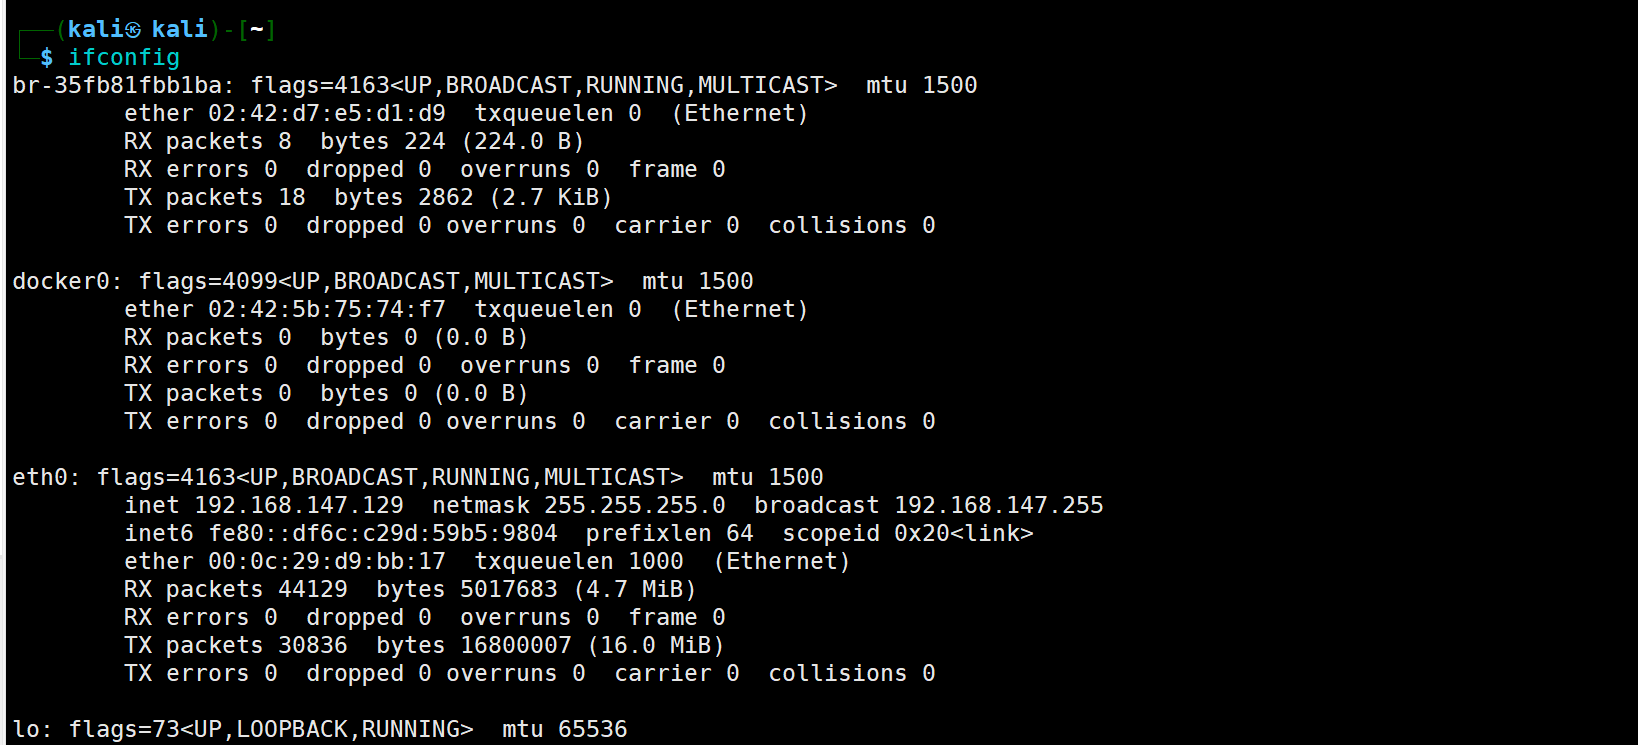 ┌──(kali㉿kali)-[~]
└─$ ifconfig
br-35fb81fbb1ba: flags=4163<UP,BROADCAST,RUNNING,MULTICAST>  mtu 1500
        ether 02:42:d7:e5:d1:d9  txqueuelen 0  (Ethernet)
        RX packets 8  bytes 224 (224.0 B)
        RX errors 0  dropped 0  overruns 0  frame 0
        TX packets 18  bytes 2862 (2.7 KiB)
        TX errors 0  dropped 0 overruns 0  carrier 0  collisions 0

docker0: flags=4099<UP,BROADCAST,MULTICAST>  mtu 1500
        ether 02:42:5b:75:74:f7  txqueuelen 0  (Ethernet)
        RX packets 0  bytes 0 (0.0 B)
        RX errors 0  dropped 0  overruns 0  frame 0
        TX packets 0  bytes 0 (0.0 B)
        TX errors 0  dropped 0 overruns 0  carrier 0  collisions 0

eth0: flags=4163<UP,BROADCAST,RUNNING,MULTICAST>  mtu 1500
        inet 192.168.147.129  netmask 255.255.255.0  broadcast 192.168.147.255
        inet6 fe80::df6c:c29d:59b5:9804  prefixlen 64  scopeid 0x20<link>
        ether 00:0c:29:d9:bb:17  txqueuelen 1000  (Ethernet)
        RX packets 44129  bytes 5017683 (4.7 MiB)
        RX errors 0  dropped 0  overruns 0  frame 0
        TX packets 30836  bytes 16800007 (16.0 MiB)
        TX errors 0  dropped 0 overruns 0  carrier 0  collisions 0

lo: flags=73<UP,LOOPBACK,RUNNING>  mtu 65536